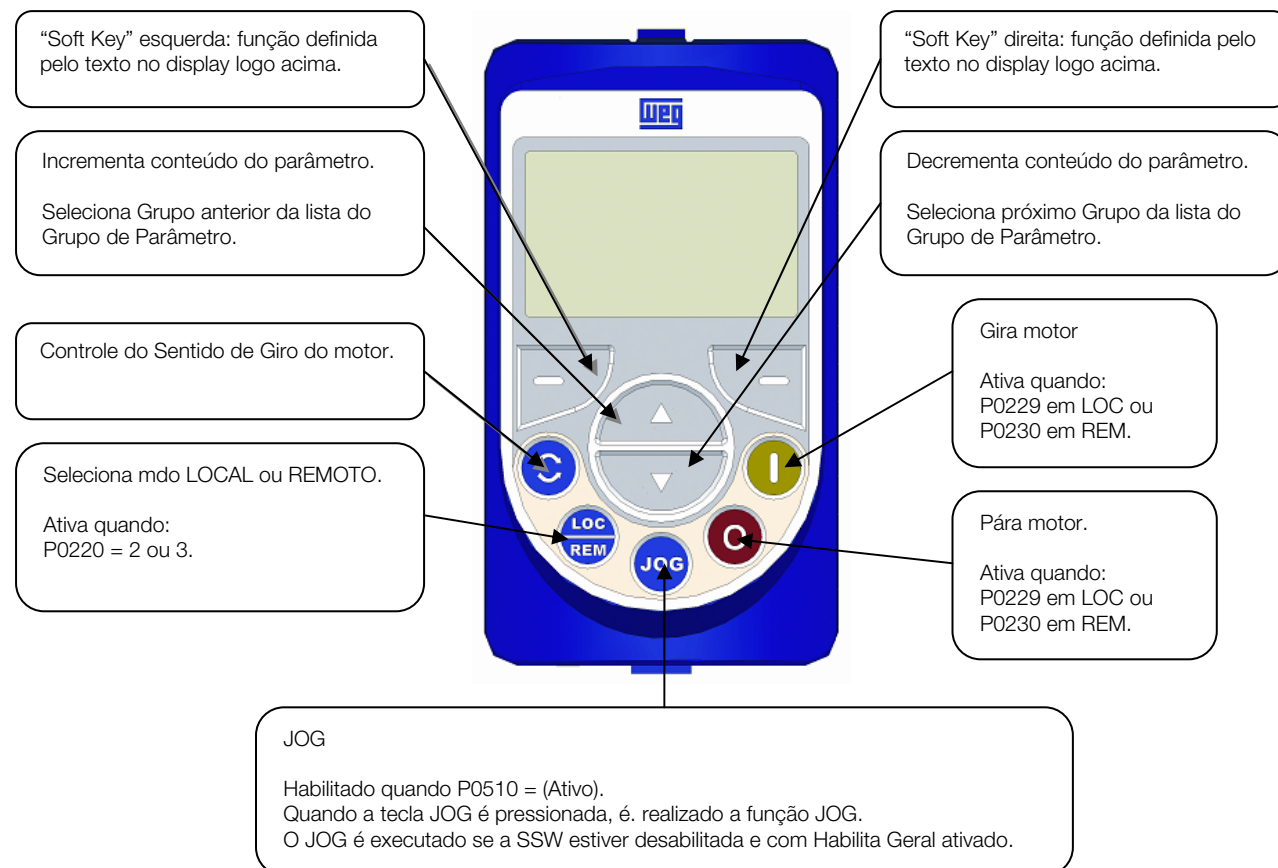 “Soft Key” esquerda: função definida
pelo texto no display logo acima.
“Soft Key” direita: função definida pelo
texto no display logo acima.
weg
Incrementa conteúdo do parâmetro.
Seleciona Grupo anterior da lista do
Grupo de Parâmetro.
Decrementa conteúdo do parâmetro.
Seleciona próximo Grupo da lista do
Grupo de Parâmetro.
Controle do Sentido de Giro do motor.
Gira motor
Ativa quando:
P0229 em LOC ou
P0230 em REM.
Seleciona mdo LOCAL ou REMOTO.
Ativa quando:
P0220 = 2 ou 3.
LOC
REM
JOG
Pára motor.
Ativa quando:
P0229 em LOC ou
P0230 em REM.
JOG
Habilitado quando P0510 = (Ativo).
Quando a tecla JOG é pressionada, é. realizado a função JOG.
O JOG é executado se a SSW estiver desabilitada e com Habilita Geral ativado.